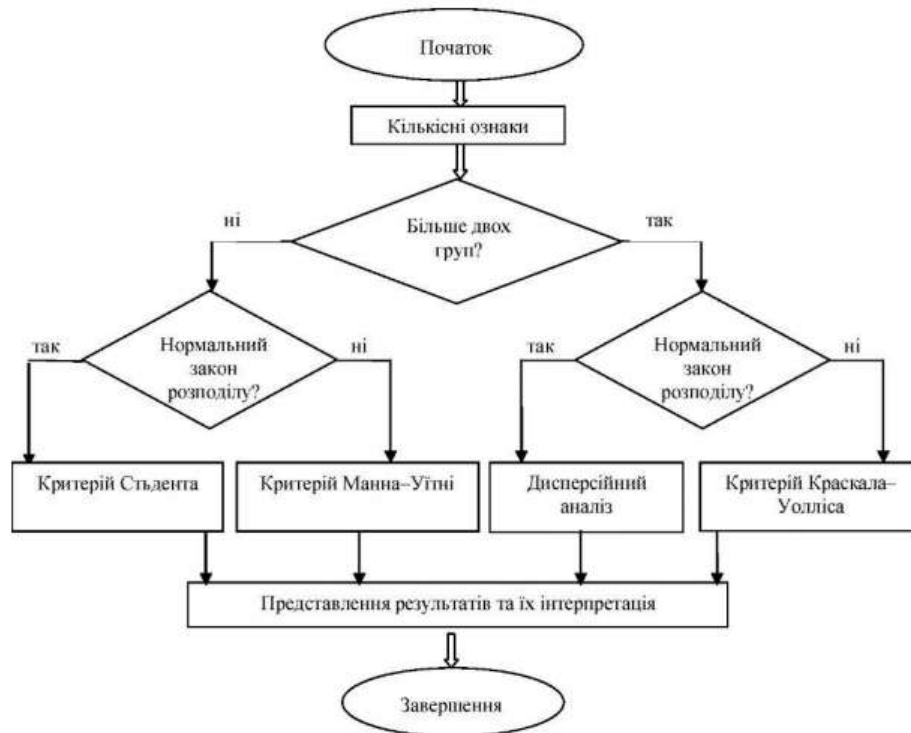 Початок
Кількісні ознаки
Більше двох
груп?
ні
так
Нормальний
закон
розподілу?
так
ні
Нормальний
закон
розподілу?
так
ні
Критерій Стьдента
Критерій Манна–Уїтні
Дисперсійний
аналіз
Критерій Краскала–
Уолліса
Представлення результатів та їх інтерпретація
Завершення